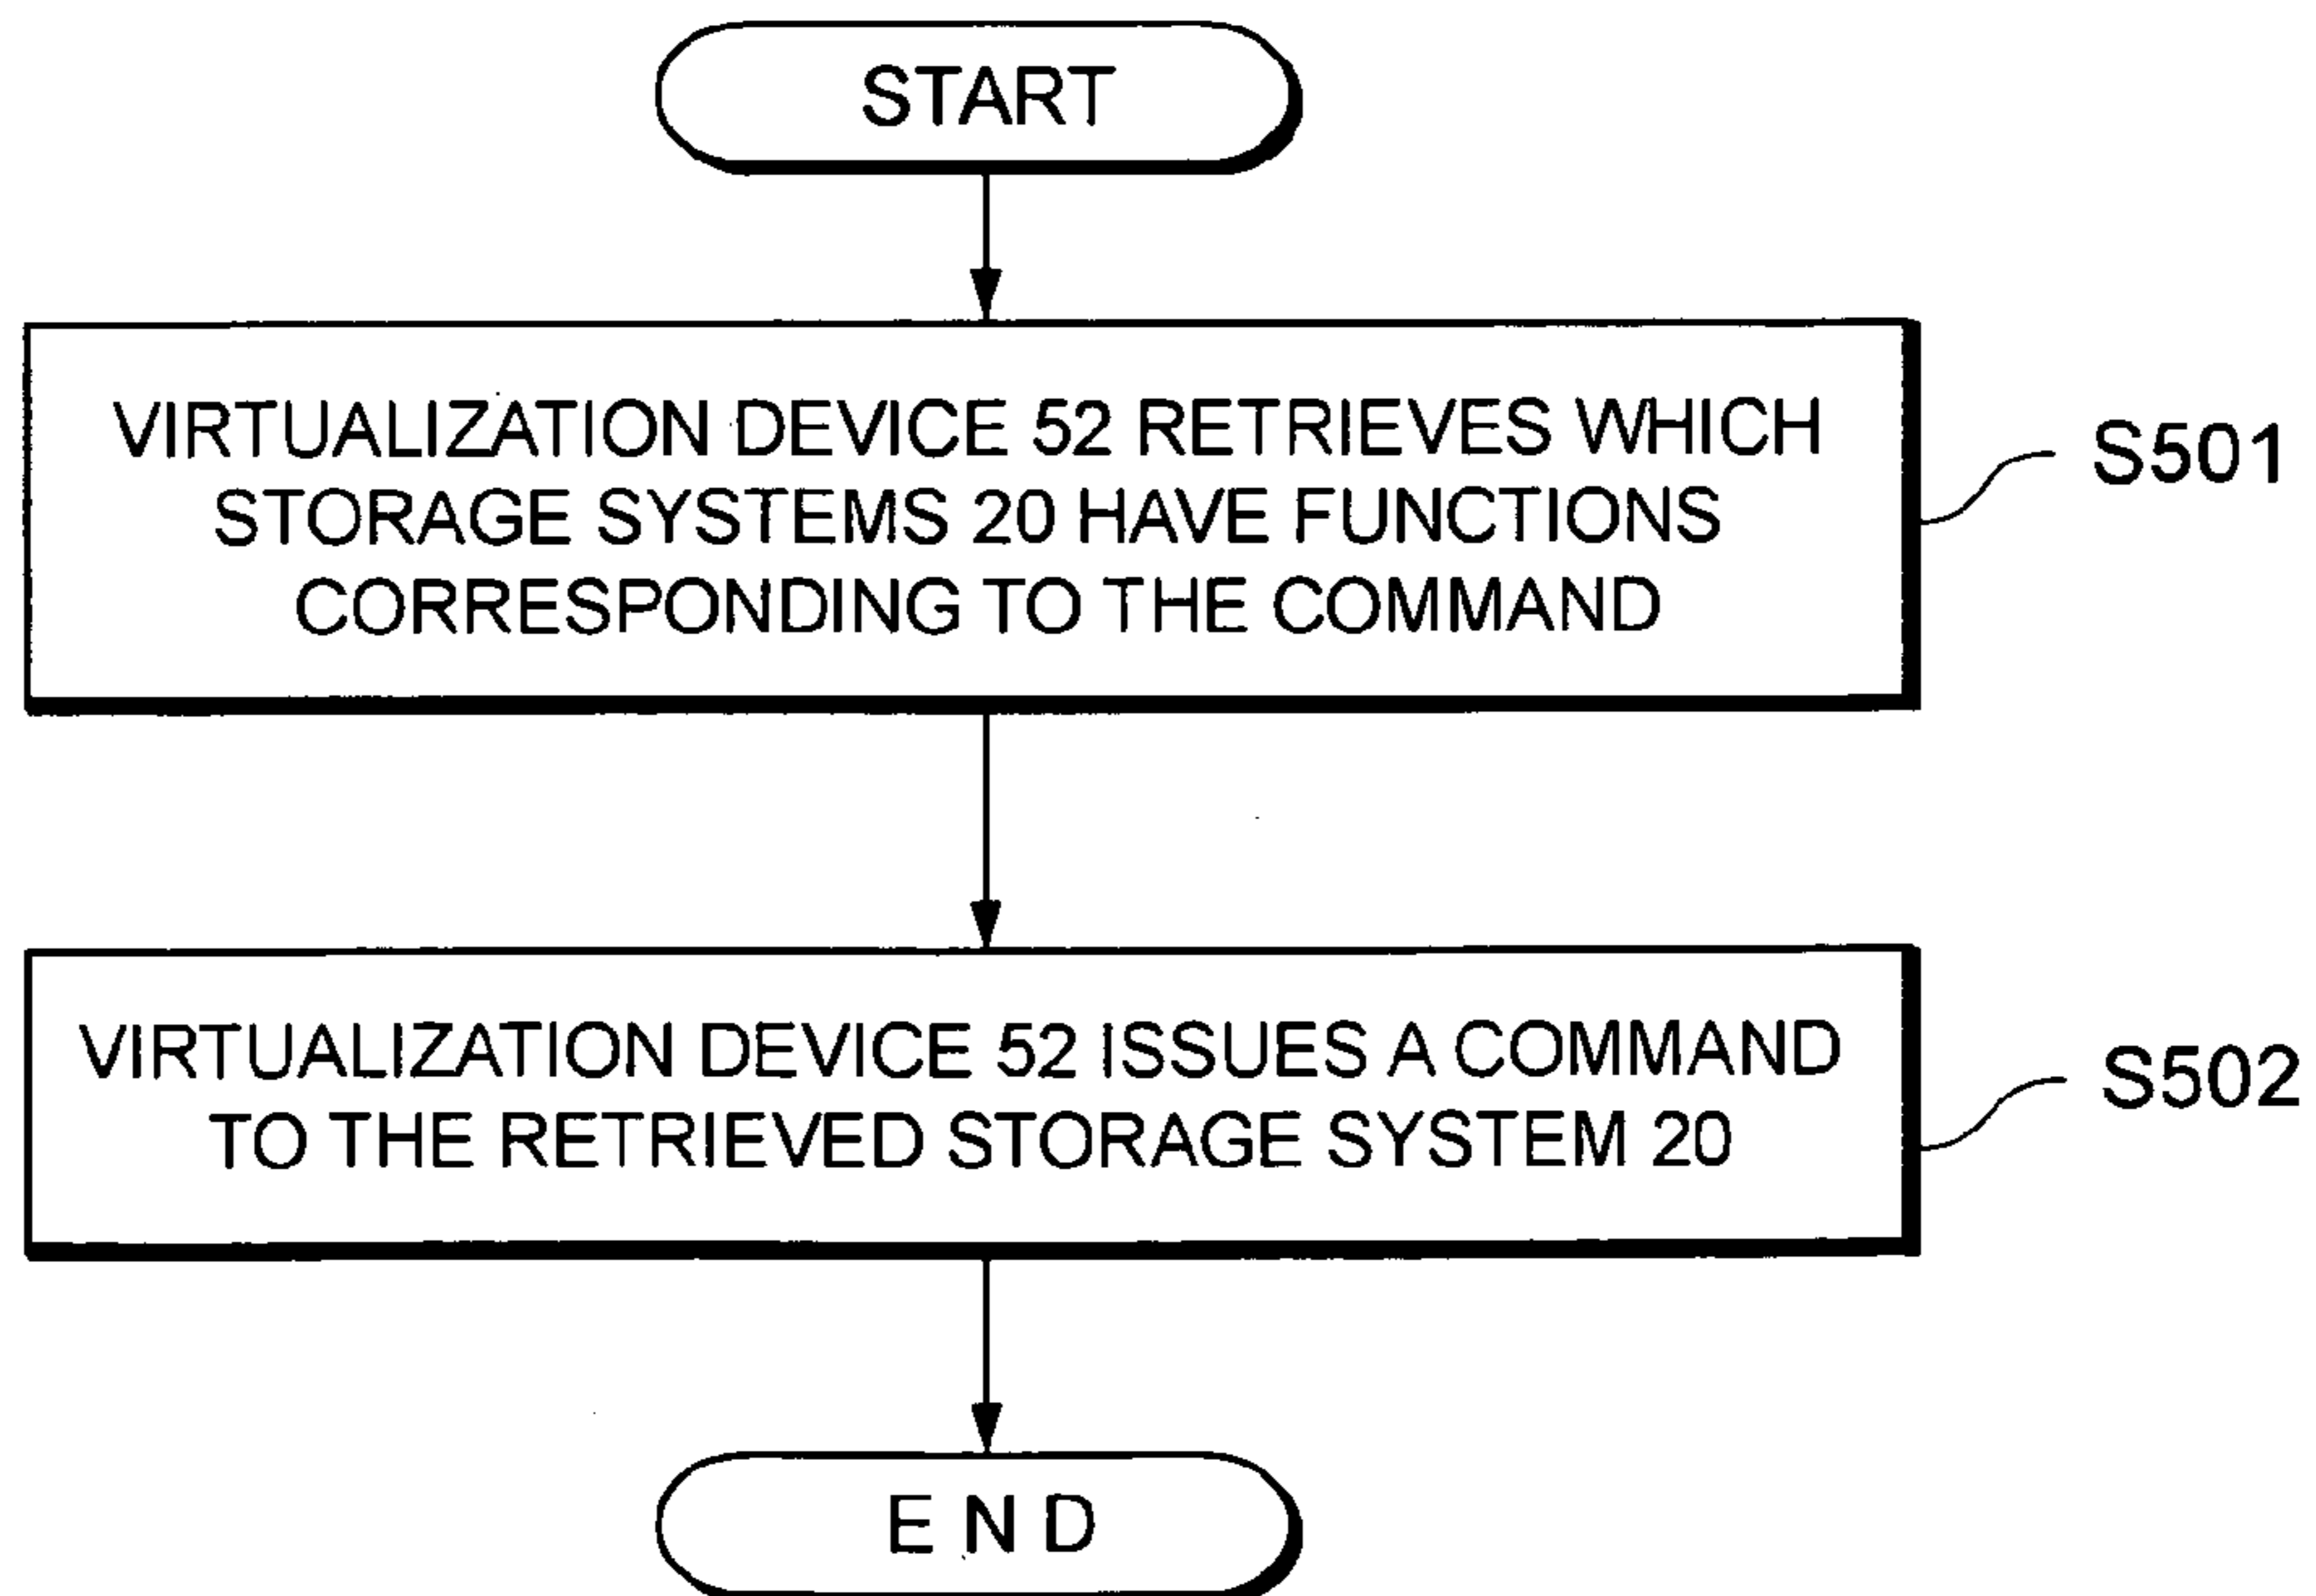 START
VIRTUALIZATION DEVICE 52 RETRIEVES WHICH
STORAGE SYSTEMS 20 HAVE FUNCTIONS
CORRESPONDING TO THE COMMAND
S501
VIRTUALIZATION DEVICE 52 ISSUES A COMMAND
TO THE RETRIEVED STORAGE SYSTEM 20
S502
END